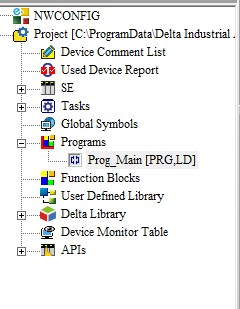 NWCONFIG
Project [C:\ProgramData\Delta Industrial
Device Comment List
Used Device Report
SE
Tasks
Global Symbols
Programs
Prog_Main [PRG,LD]
Function Blocks
User Defined Library
Delta Library
Device Monitor Table
APIs